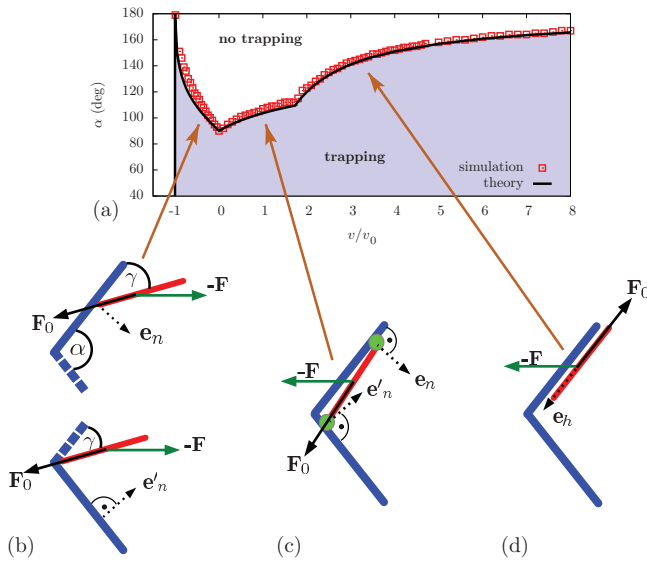 180
160
140
120
100
80
60
40
α (deg)
no trapping
trapping
simulation
theory
-1 0 1 2 3 4 5 6 7 8
v/v₀
(a)
γ
-F
F₀
eₙ
α
γ
-F
F₀
e′ₙ
(b)
-F
e′ₙ
eₙ
F₀
(c)
F₀
-F
eₕ
(d)